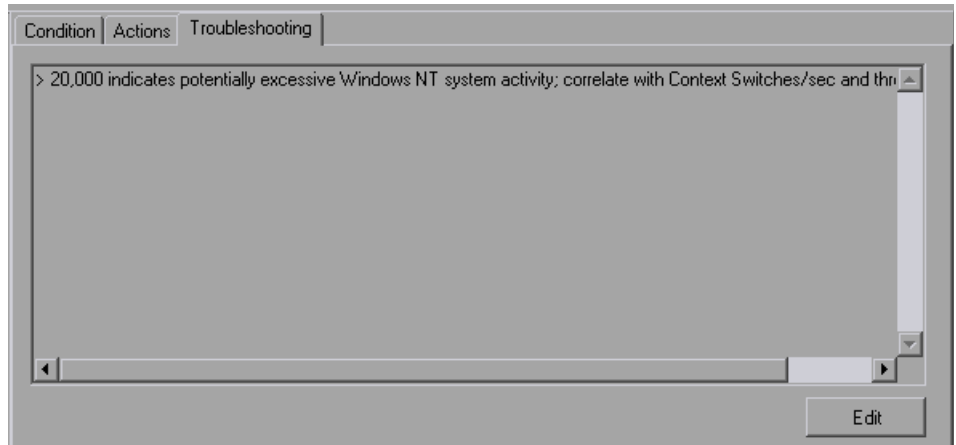 Condition Actions Troubleshooting
> 20,000 indicates potentially excessive Windows NT system activity; correlate with Context Switches/sec and
Edit